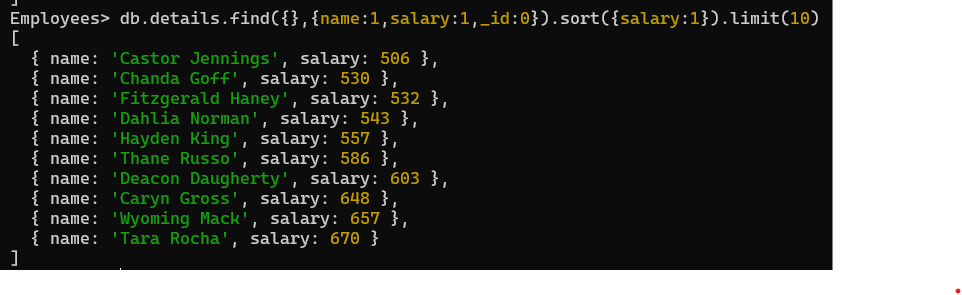 ]
Employees> db.details.find({},{name:1,salary:1,_id:0}).sort({salary:1}).limit(10)
[
  { name: 'Castor Jennings', salary: 506 },
  { name: 'Chanda Goff', salary: 530 },
  { name: 'Fitzgerald Haney', salary: 532 },
  { name: 'Dahlia Norman', salary: 543 },
  { name: 'Hayden King', salary: 557 },
  { name: 'Thane Russo', salary: 586 },
  { name: 'Deacon Daugherty', salary: 603 },
  { name: 'Caryn Gross', salary: 648 },
  { name: 'Wyoming Mack', salary: 657 },
  { name: 'Tara Rocha', salary: 670 }
]